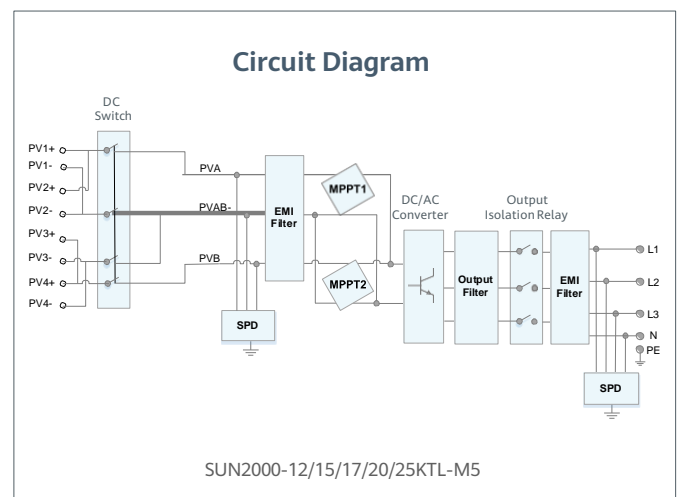 Circuit Diagram
DC
Switch
PV1+
PV1-
PV2+
PV2-
PV3+
PV3-
PV4+
PV4-
PVA
PVAB-
PVB
SPD
EMI
Filter
MPPT1
MPPT2
DC/AC
Converter
Output
Filter
Output
Isolation Relay
EMI
Filter
L1
L2
L3
N
PE
SPD
SUN2000-12/15/17/20/25KTL-M5